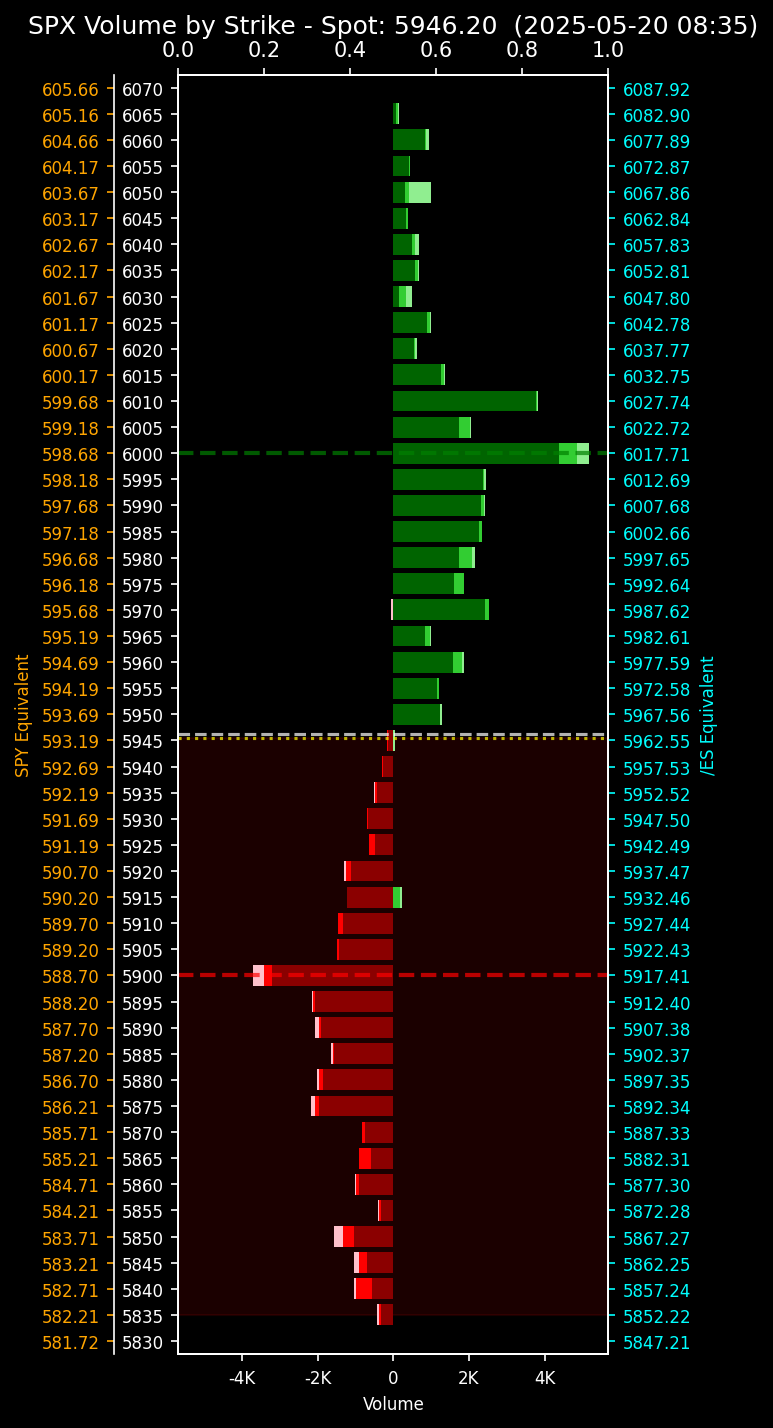 SPX Volume by Strike - Spot: 5946.20 (2025-05-20 08:35)
0.0 0.2 0.4 0.6 0.8 1.0
605.66 6070 6087.92
605.16 6065 6082.90
604.66 6060 6077.89
604.17 6055 6072.87
603.67 6050 6067.86
603.17 6045 6062.84
602.67 6040 6057.83
602.17 6035 6052.81
601.67 6030 6047.80
601.17 6025 6042.78
600.67 6020 6037.77
600.17 6015 6032.75
599.68 6010 6027.74
599.18 6005 6022.72
598.68 6000 6017.71
598.18 5995 6012.69
597.68 5990 6007.68
597.18 5985 6002.66
596.68 5980 5997.65
596.18 5975 5992.64
595.68 5970 5987.62
595.19 5965 5982.61
594.69 5960 5977.59
594.19 5955 5972.58
593.69 5950 5967.56
593.19 5945 5962.55
592.69 5940 5957.53
592.19 5935 5952.52
591.69 5930 5947.50
591.19 5925 5942.49
590.70 5920 5937.47
590.20 5915 5932.46
589.70 5910 5927.44
589.20 5905 5922.43
588.70 5900 5917.41
588.20 5895 5912.40
587.70 5890 5907.38
587.20 5885 5902.37
586.70 5880 5897.35
586.21 5875 5892.34
585.71 5870 5887.33
585.21 5865 5882.31
584.71 5860 5877.30
584.21 5855 5872.28
583.71 5850 5867.27
583.21 5845 5862.25
582.71 5840 5857.24
582.21 5835 5852.22
581.72 5830 5847.21
SPY Equivalent
/ES Equivalent
-4K -2K 0 2K 4K
Volume